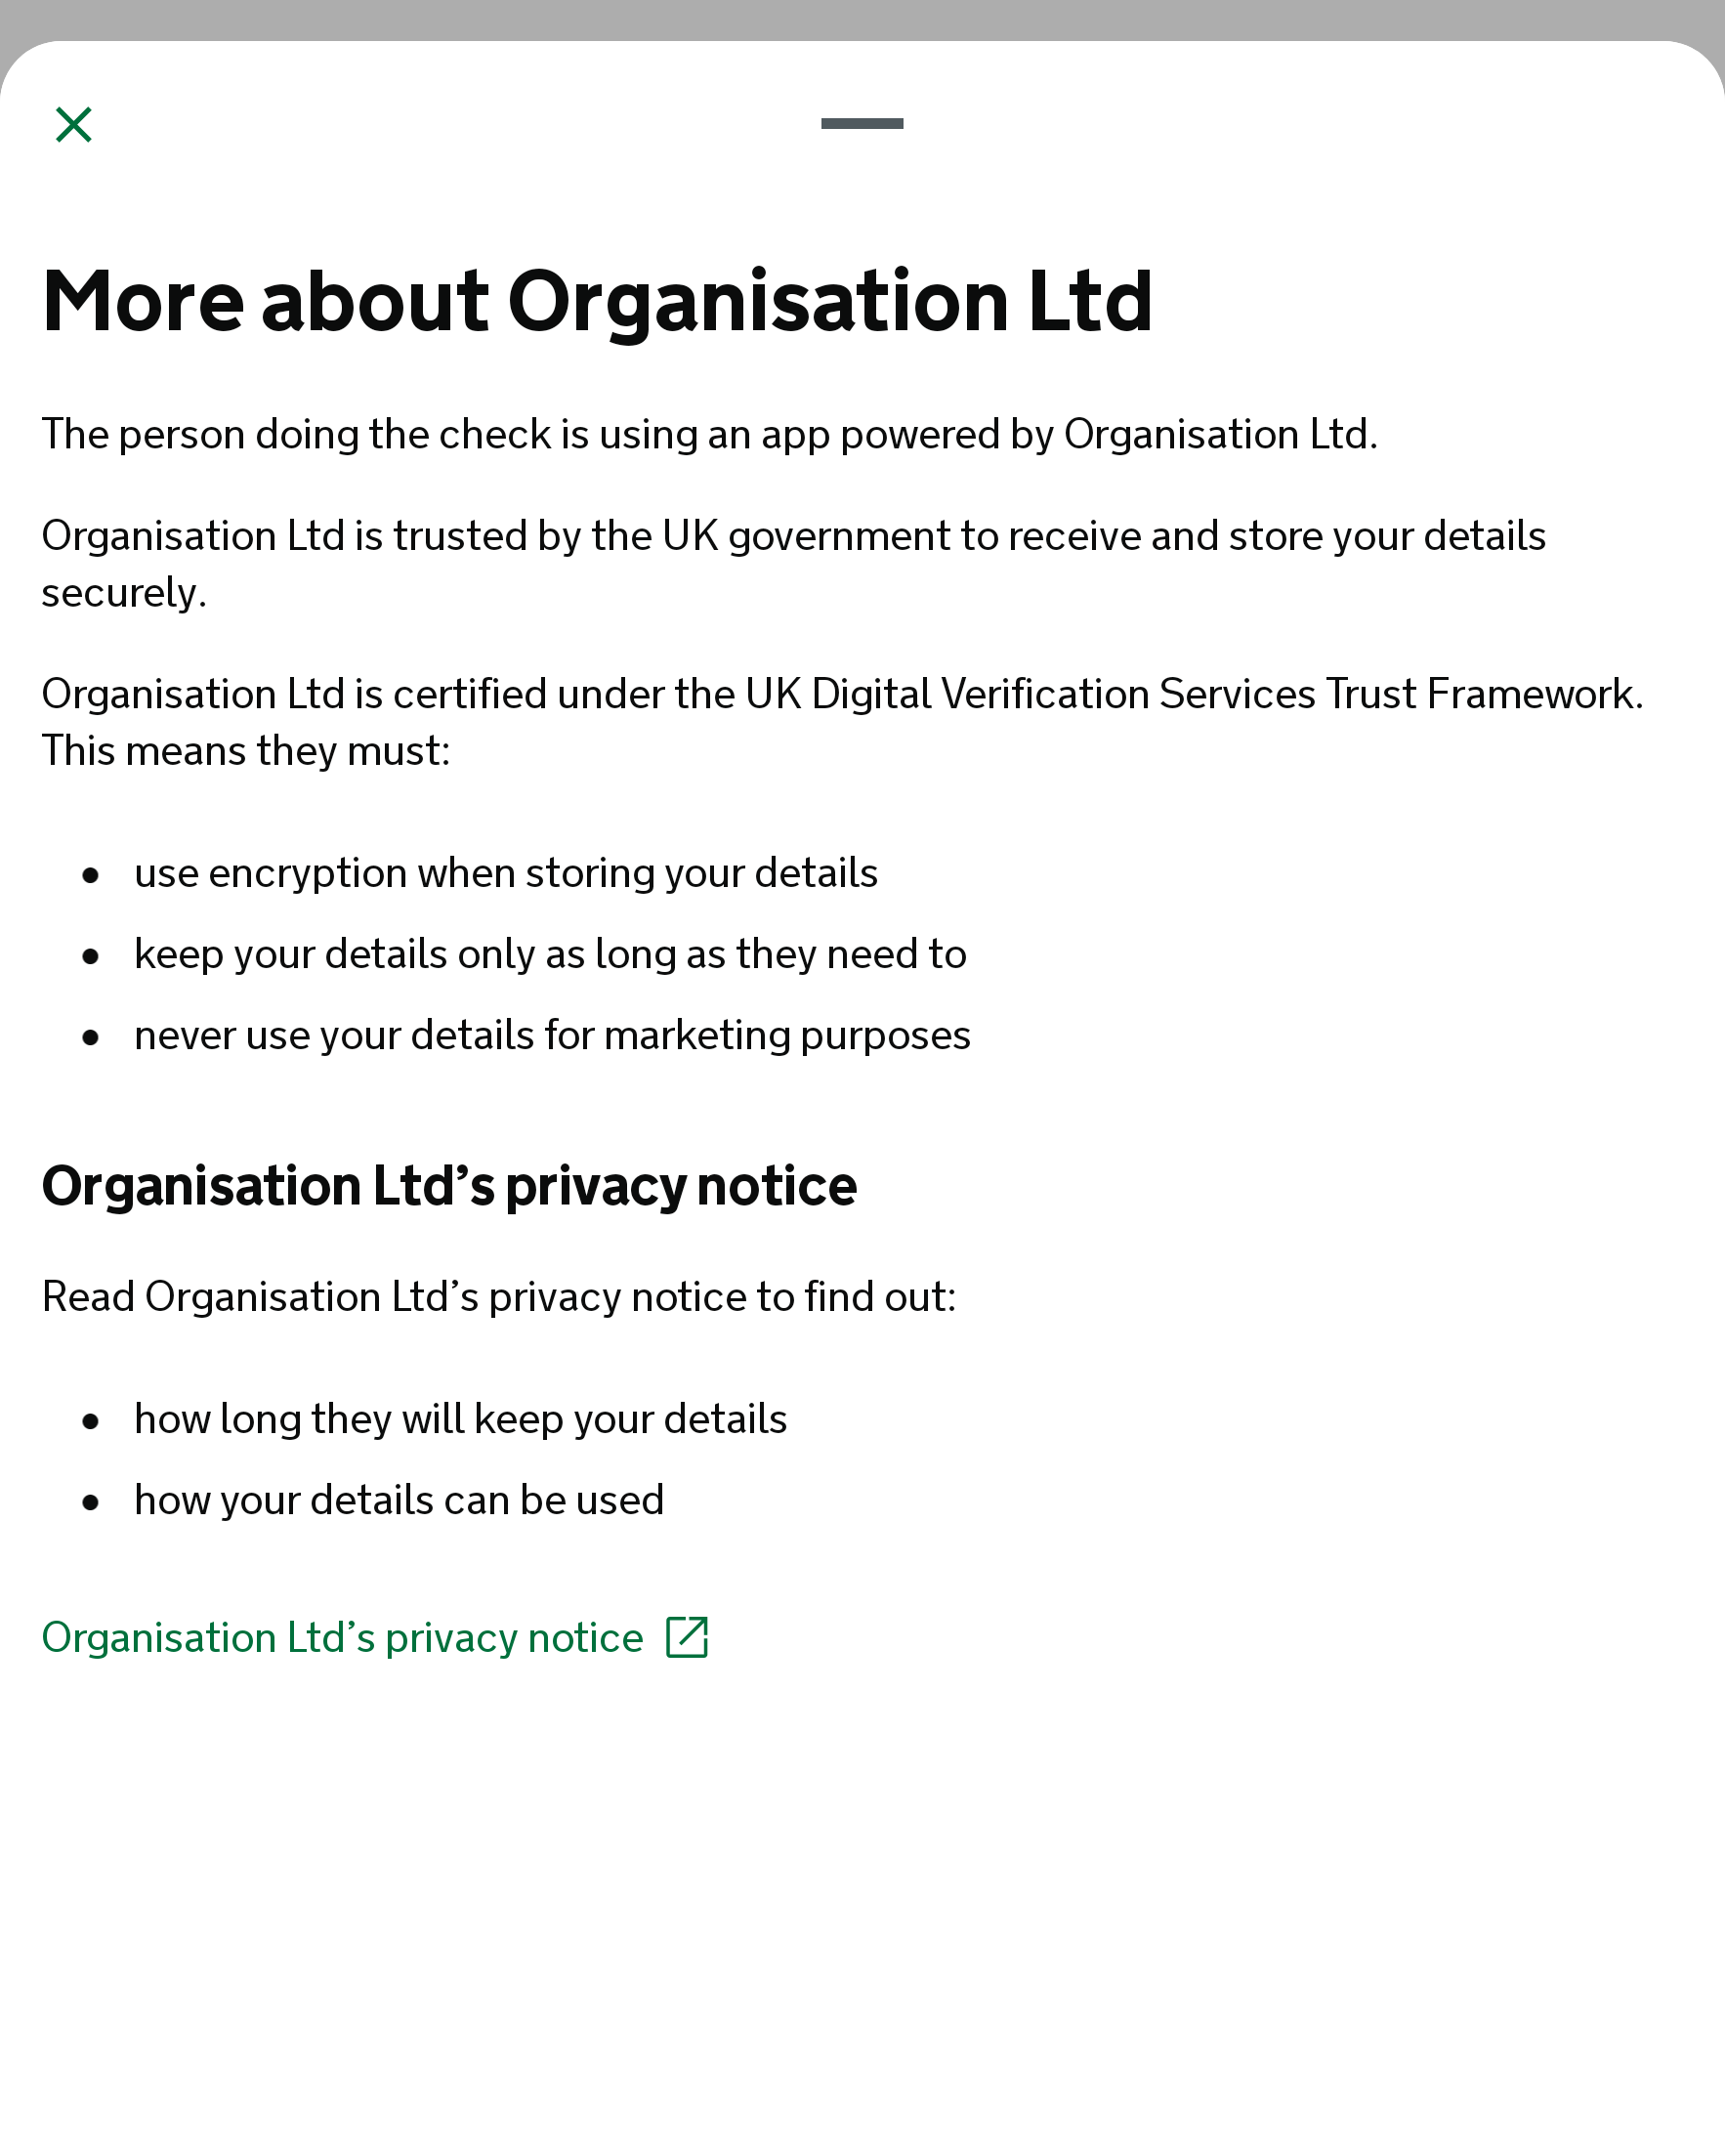 More about Organisation Ltd
The person doing the check is using an app powered by Organisation Ltd.
Organisation Ltd is trusted by the UK government to receive and store your details
securely.
Organisation Ltd is certified under the UK Digital Verification Services Trust Framework.
This means they must:
• use encryption when storing your details
• keep your details only as long as they need to
• never use your details for marketing purposes
Organisation Ltd’s privacy notice
Read Organisation Ltd’s privacy notice to find out:
• how long they will keep your details
• how your details can be used
Organisation Ltd’s privacy notice